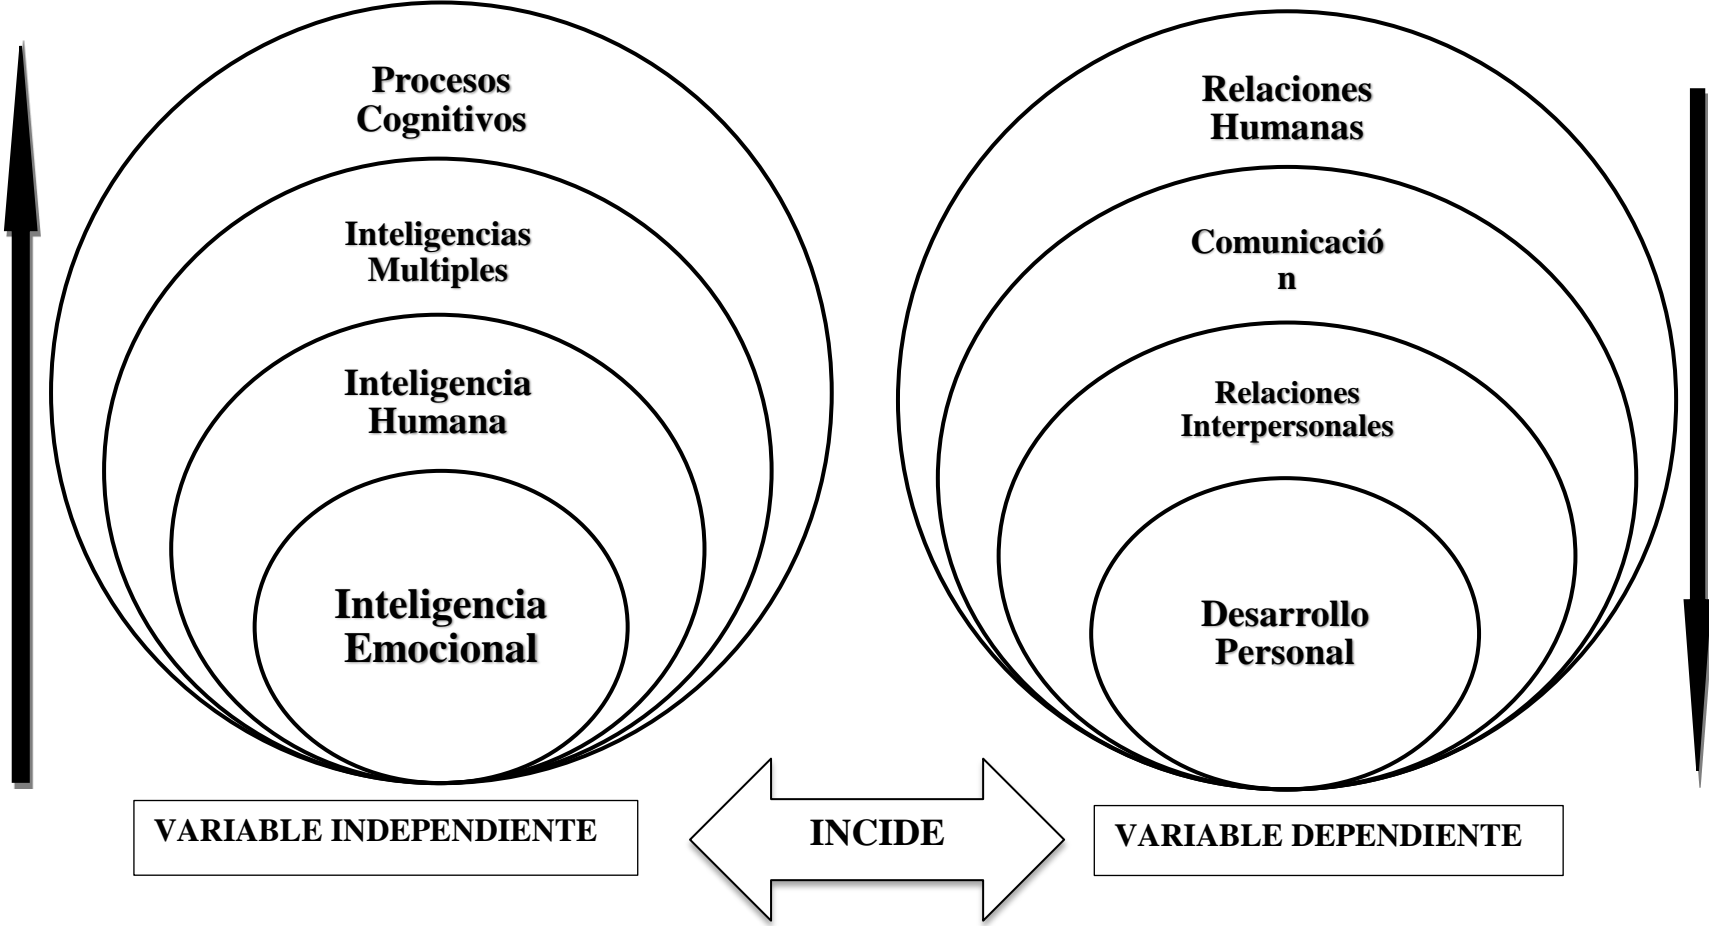 Procesos
Cognitivos
Inteligencias
Multiples
Inteligencia
Humana
Inteligencia
Emocional
VARIABLE INDEPENDIENTE
INCIDE
Relaciones
Humanas
Comunicació
n
Relaciones
Interpersonales
Desarrollo
Personal
VARIABLE DEPENDIENTE